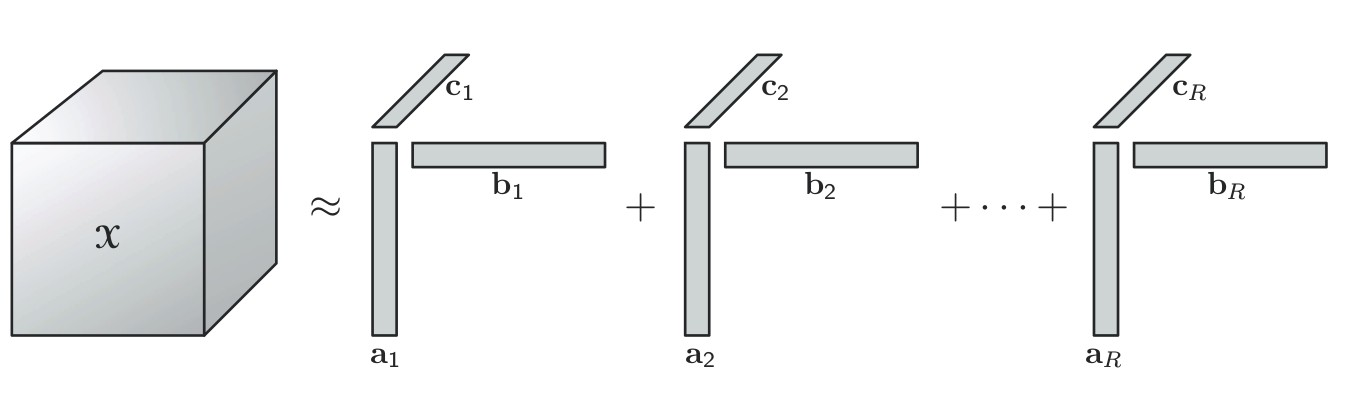 𝒳 ≈ a₁ b₁ c₁ + a₂ b₂ c₂ + · · · + a_R b_R c_R